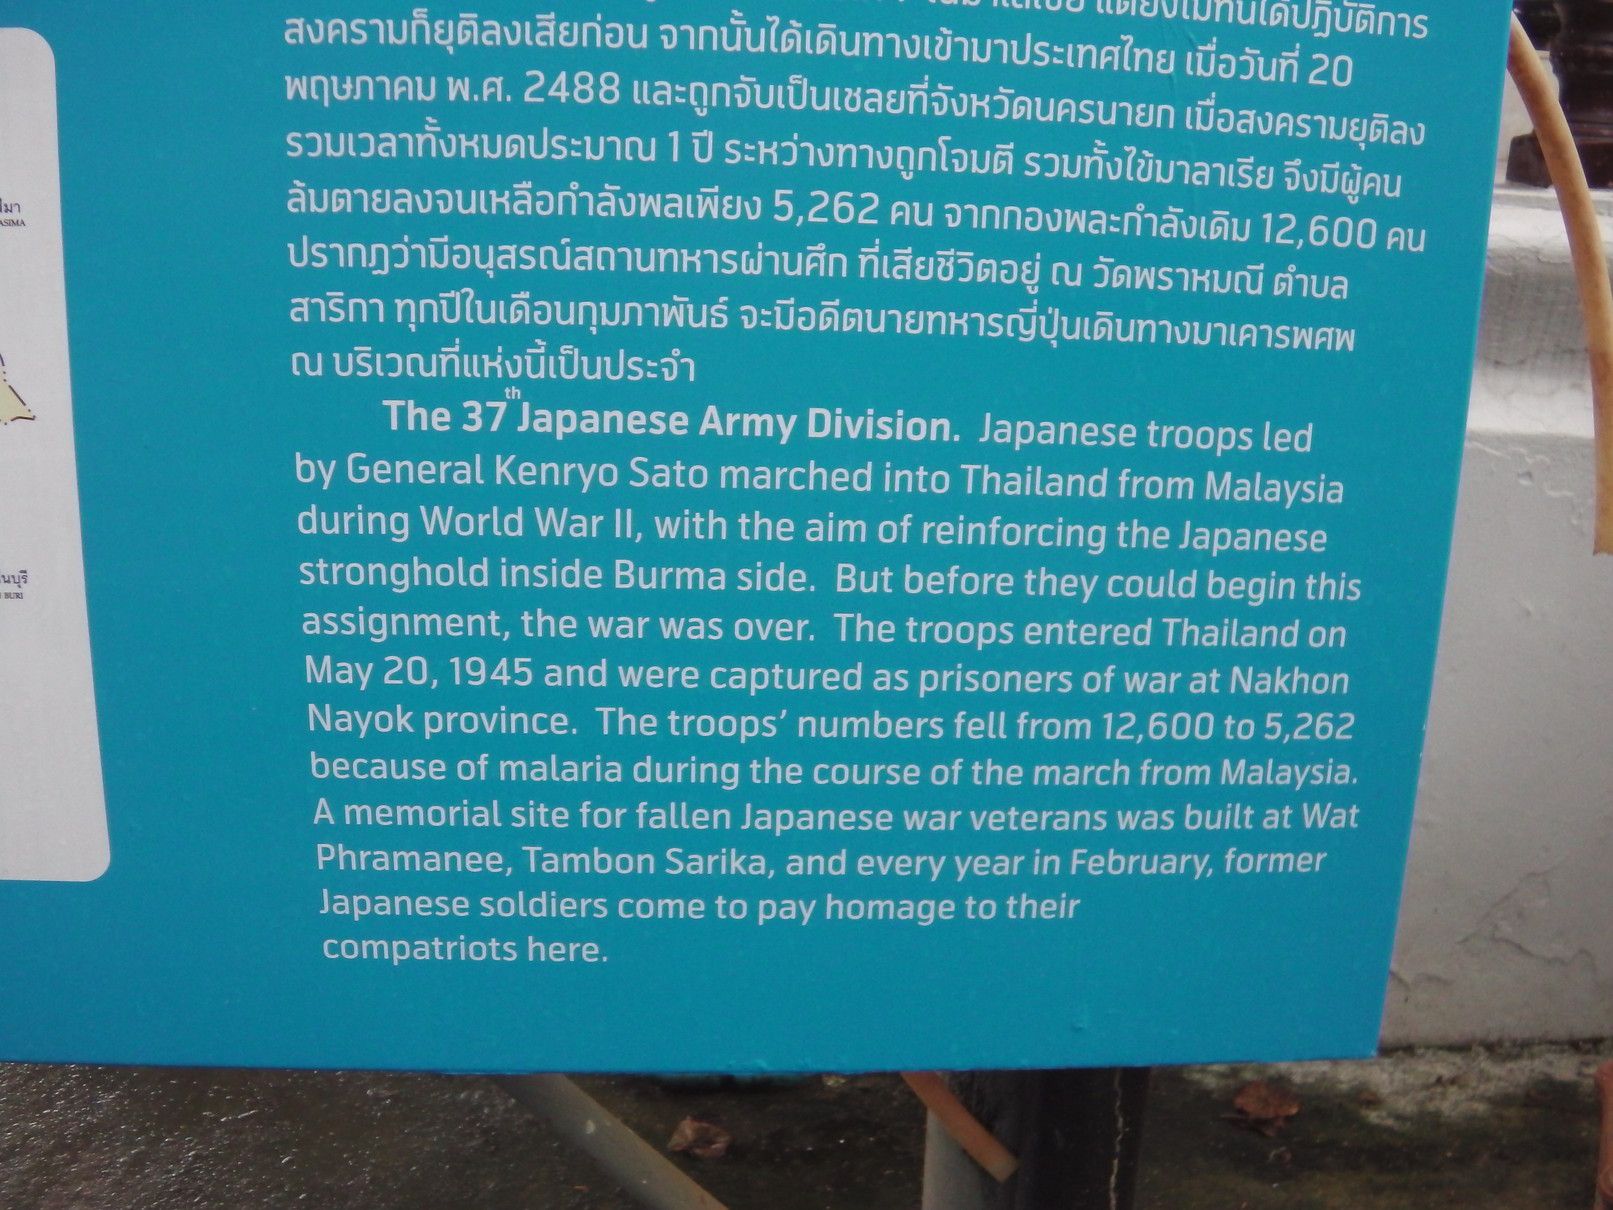 สงครามก็ยุติลงเสียก่อน จากนั้นได้เดินทางเข้ามาประเทศไทย เมื่อวันที่ 20
พฤษภาคม พ.ศ. 2488 และถูกจับเป็นเชลยที่จังหวัดนครนายก เมื่อสงครามยุติลง
รวมเวลาทั้งหมดประมาณ 1 ปี ระหว่างทางถูกโจมตี รวมทั้งไข้มาลาเรีย จึงมีผู้คน
ล้มตายลงจนเหลือกำลังพลเพียง 5,262 คน จากกองพละกำลังเดิม 12,600 คน
ปรากฏว่ามีอนุสรณ์สถานทหารผ่านศึก ที่เสียชีวิตอยู่ ณ วัดพราหมณี ตำบล
สาริกา ทุกปีในเดือนกุมภาพันธ์ จะมีอดีตนายทหารญี่ปุ่นเดินทางมาเคารพศพ
ณ บริเวณที่แห่งนี้เป็นประจำ
The 37th Japanese Army Division. Japanese troops led
by General Kenryo Sato marched into Thailand from Malaysia
during World War II, with the aim of reinforcing the Japanese
stronghold inside Burma side. But before they could begin this
assignment, the war was over. The troops entered Thailand on
May 20, 1945 and were captured as prisoners of war at Nakhon
Nayok province. The troops' numbers fell from 12,600 to 5,262
because of malaria during the course of the march from Malaysia.
A memorial site for fallen Japanese war veterans was built at Wat
Phramanee, Tambon Sarika, and every year in February, former
Japanese soldiers come to pay homage to their
compatriots here.